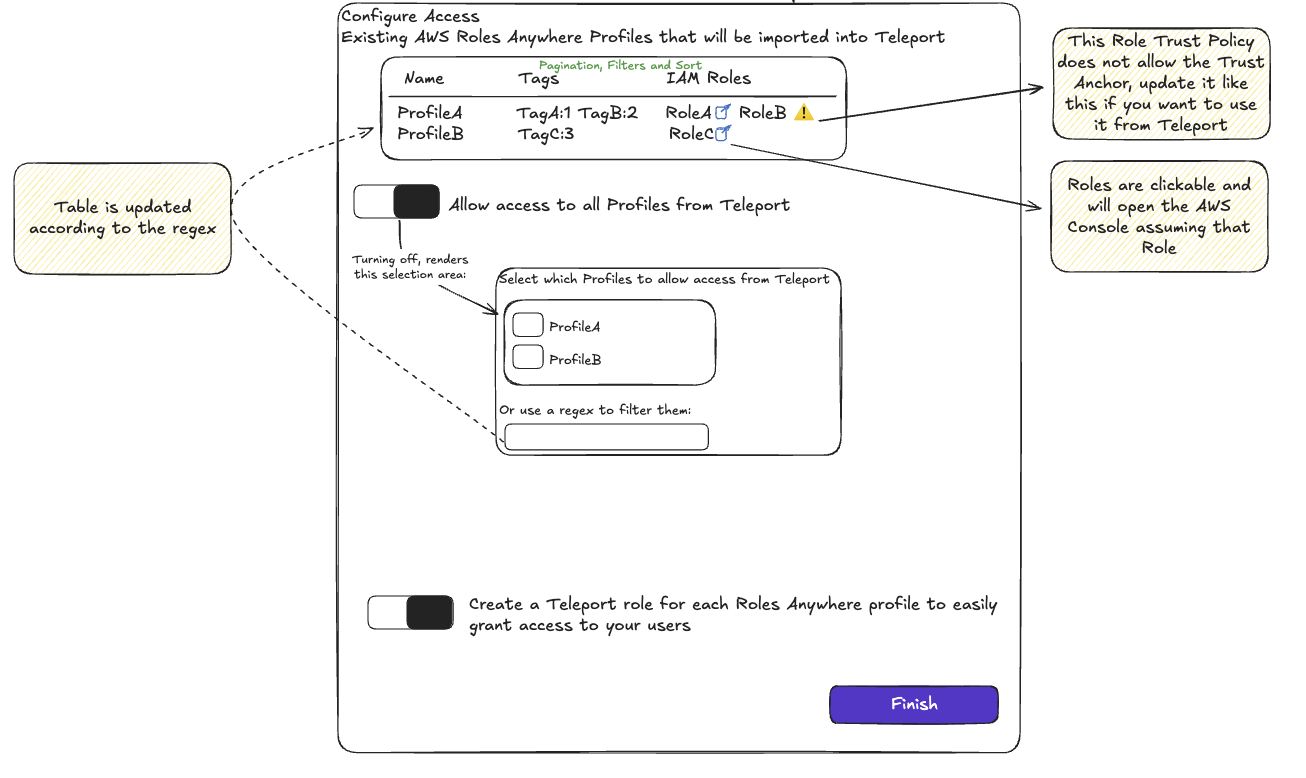 Configure Access
Existing AWS Roles Anywhere Profiles that will be imported into Teleport
Pagination, Filters and Sort
Name Tags IAM Roles
ProfileA TagA:1 TagB:2 RoleA RoleB
ProfileB TagC:3 RoleC
This Role Trust Policy
does not allow the Trust
Anchor, update it like
this if you want to use
it from Teleport
Roles are clickable and
will open the AWS
Console assuming that
Role
Table is updated
according to the regex
Allow access to all Profiles from Teleport
Turning off, renders
this selection area:
Select which Profiles to allow access from Teleport
ProfileA
ProfileB
Or use a regex to filter them:
Create a Teleport role for each Roles Anywhere profile to easily
grant access to your users
Finish